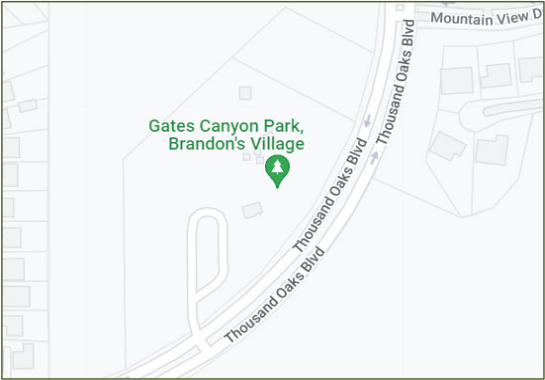 Mountain View D
Thousand Oaks Blvd
Gates Canyon Park,
Brandon's Village
Thousand Oaks Blvd
Thousand Oaks Blvd